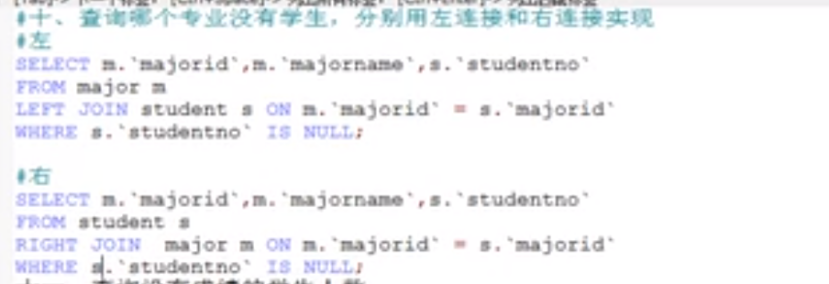 #十、查询哪个专业没有学生，分别用左连接和右连接实现
#左
SELECT m.`majorid`,m.`majorname`,s.`studentno`
FROM major m
LEFT JOIN student s ON m.`majorid` = s.`majorid`
WHERE s.`studentno` IS NULL;
#右
SELECT m.`majorid`,m.`majorname`,s.`studentno`
FROM student s
RIGHT JOIN  major m ON m.`majorid` = s.`majorid`
WHERE s.`studentno` IS NULL;